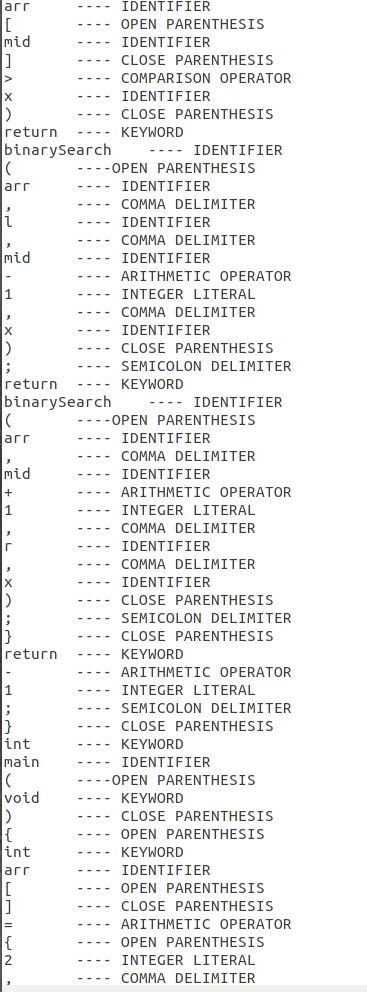 arr ---- IDENTIFIER
[ ---- OPEN PARENTHESIS
mid ---- IDENTIFIER
] ---- CLOSE PARENTHESIS
> ---- COMPARISON OPERATOR
x ---- IDENTIFIER
) ---- CLOSE PARENTHESIS
return ---- KEYWORD
binarySearch ---- IDENTIFIER
( ----OPEN PARENTHESIS
arr ---- IDENTIFIER
, ---- COMMA DELIMITER
l ---- IDENTIFIER
, ---- COMMA DELIMITER
mid ---- IDENTIFIER
- ---- ARITHMETIC OPERATOR
1 ---- INTEGER LITERAL
, ---- COMMA DELIMITER
x ---- IDENTIFIER
) ---- CLOSE PARENTHESIS
; ---- SEMICOLON DELIMITER
return ---- KEYWORD
binarySearch ---- IDENTIFIER
( ----OPEN PARENTHESIS
arr ---- IDENTIFIER
, ---- COMMA DELIMITER
mid ---- IDENTIFIER
+ ---- ARITHMETIC OPERATOR
1 ---- INTEGER LITERAL
, ---- COMMA DELIMITER
r ---- IDENTIFIER
, ---- COMMA DELIMITER
x ---- IDENTIFIER
) ---- CLOSE PARENTHESIS
; ---- SEMICOLON DELIMITER
} ---- CLOSE PARENTHESIS
return ---- KEYWORD
- ---- ARITHMETIC OPERATOR
1 ---- INTEGER LITERAL
; ---- SEMICOLON DELIMITER
} ---- CLOSE PARENTHESIS
int ---- KEYWORD
main ---- IDENTIFIER
( ----OPEN PARENTHESIS
void ---- KEYWORD
) ---- CLOSE PARENTHESIS
{ ---- OPEN PARENTHESIS
int ---- KEYWORD
arr ---- IDENTIFIER
[ ---- OPEN PARENTHESIS
] ---- CLOSE PARENTHESIS
= ---- ARITHMETIC OPERATOR
{ ---- OPEN PARENTHESIS
2 ---- INTEGER LITERAL
, ---- COMMA DELIMITER